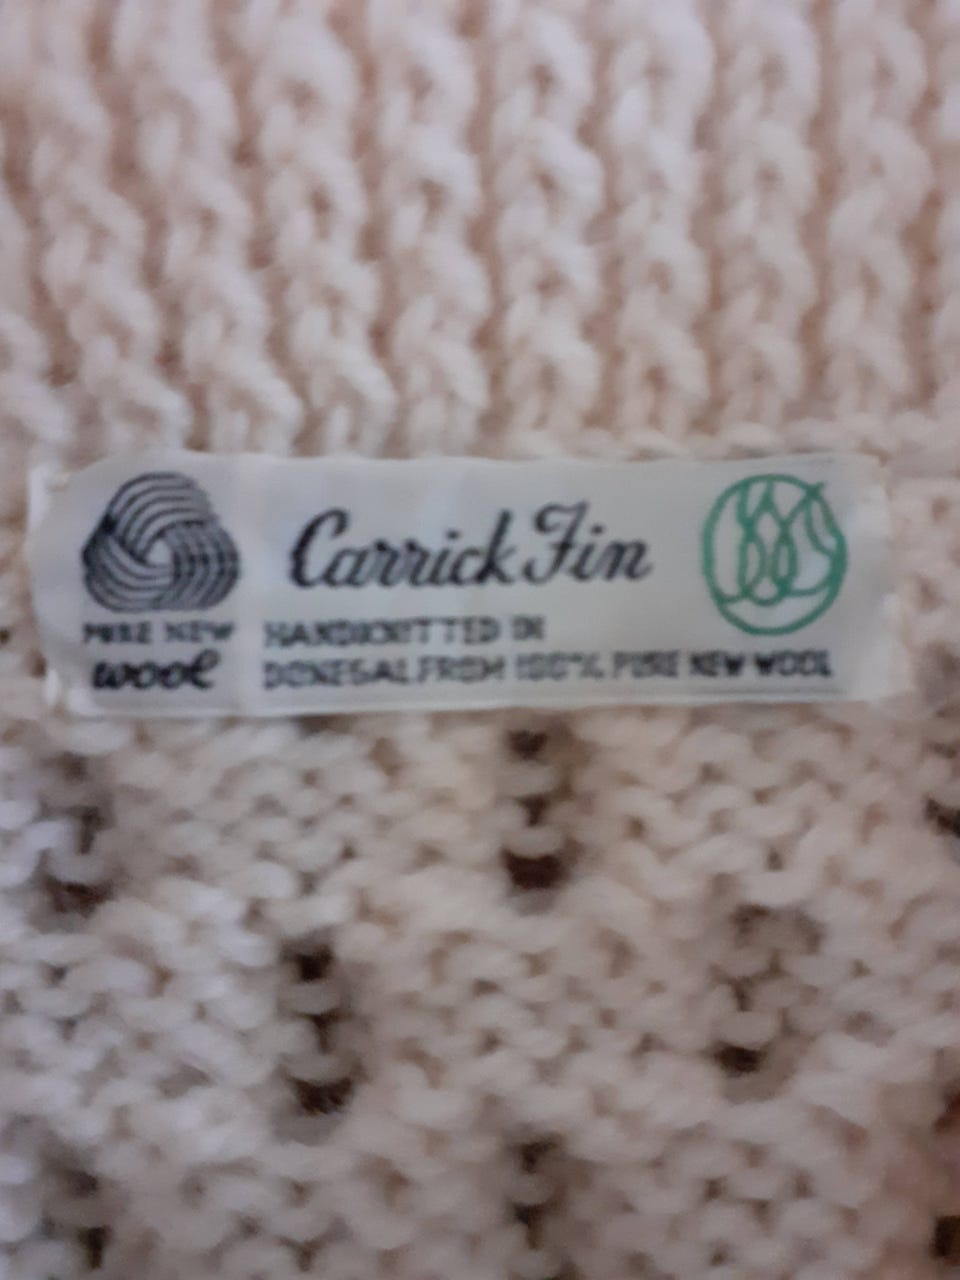 Carrick Fin
PURE NEW
wool
HANDKNITTED IN
DONEGAL FROM 100% PURE NEW WOOL